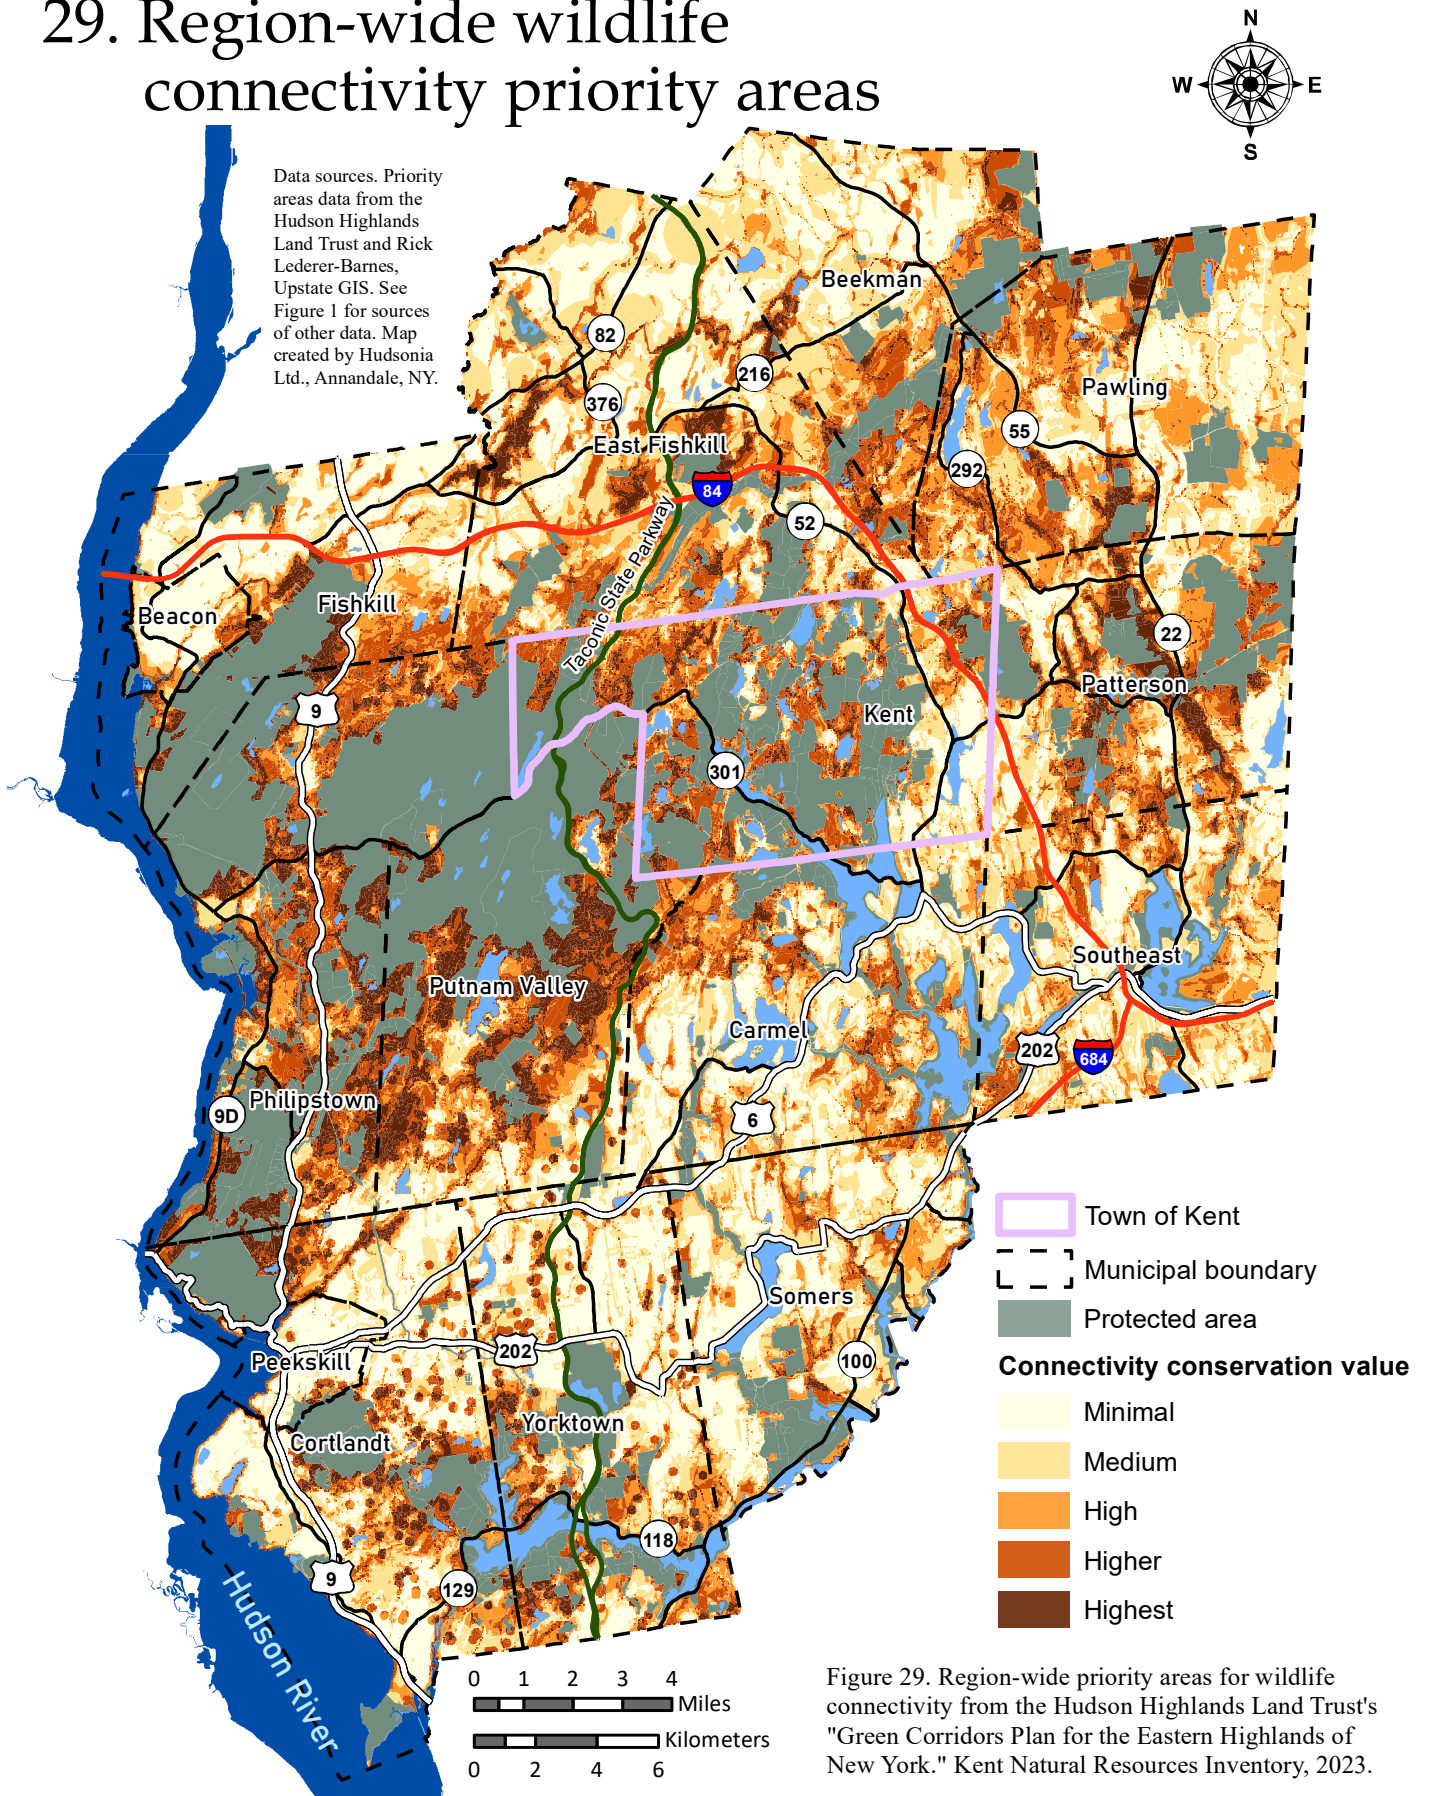 29. Region-wide wildlife
connectivity priority areas
N
W
E
S
Data sources. Priority
areas data from the
Hudson Highlands
Land Trust and Rick
Lederer-Barnes,
Upstate GIS. See
Figure 1 for sources
of other data. Map
created by Hudsonia
Ltd., Annandale, NY.
Beekman
82
216
Pawling
376
55
East Fishkill
292
84
52
Taconic State Parkway
Beacon
Fishkill
22
Patterson
9
Kent
301
Southeast
Putnam Valley
Carmel
202
684
Philipstown
9D
6
Somers
202
Peekskill
100
Yorktown
Cortlandt
118
9
129
Hudson River
Town of Kent
Municipal boundary
Protected area
Connectivity conservation value
Minimal
Medium
High
Higher
Highest
0 1 2 3 4
Miles
Kilometers
0 2 4 6
Figure 29. Region-wide priority areas for wildlife
connectivity from the Hudson Highlands Land Trust's
"Green Corridors Plan for the Eastern Highlands of
New York." Kent Natural Resources Inventory, 2023.